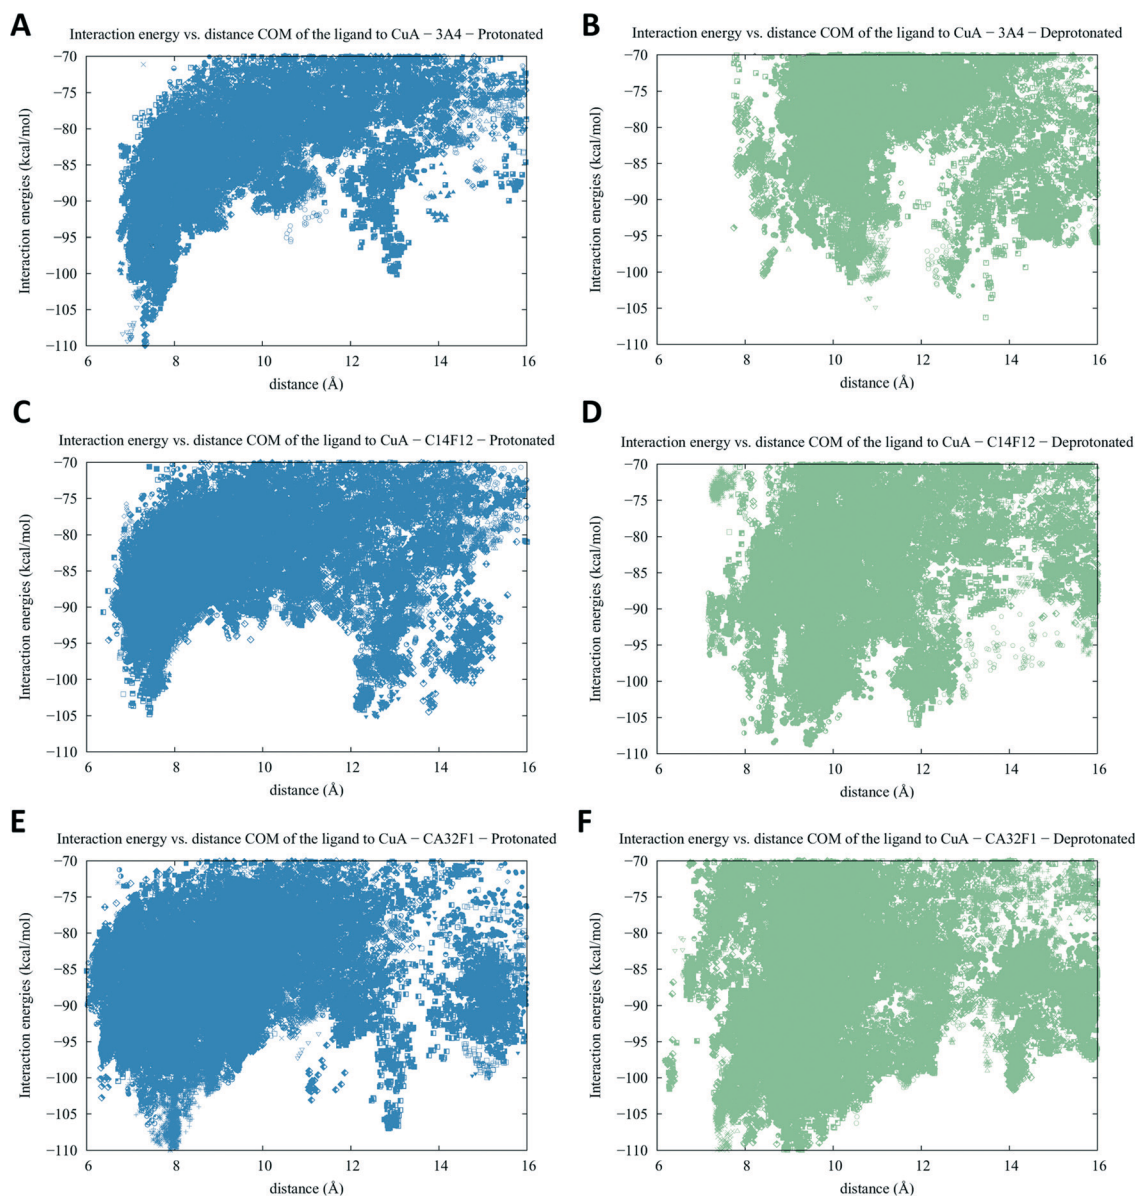 A
Interaction energy vs. distance COM of the ligand to CuA − 3A4 − Protonated
−70
−75
−80
−85
−90
−95
−100
−105
−110
Interaction energies (kcal/mol)
6 8 10 12 14 16
distance (Å)
B
Interaction energy vs. distance COM of the ligand to CuA − 3A4 − Deprotonated
−70
−75
−80
−85
−90
−95
−100
−105
−110
Interaction energies (kcal/mol)
6 8 10 12 14 16
distance (Å)
C
Interaction energy vs. distance COM of the ligand to CuA − C14F12 − Protonated
−70
−75
−80
−85
−90
−95
−100
−105
−110
Interaction energies (kcal/mol)
6 8 10 12 14 16
distance (Å)
D
Interaction energy vs. distance COM of the ligand to CuA − C14F12 − Deprotonated
−70
−75
−80
−85
−90
−95
−100
−105
−110
Interaction energies (kcal/mol)
6 8 10 12 14 16
distance (Å)
E
Interaction energy vs. distance COM of the ligand to CuA − CA32F1 − Protonated
−70
−75
−80
−85
−90
−95
−100
−105
−110
Interaction energies (kcal/mol)
6 8 10 12 14 16
distance (Å)
F
Interaction energy vs. distance COM of the ligand to CuA − CA32F1 − Deprotonated
−70
−75
−80
−85
−90
−95
−100
−105
−110
Interaction energies (kcal/mol)
6 8 10 12 14 16
distance (Å)